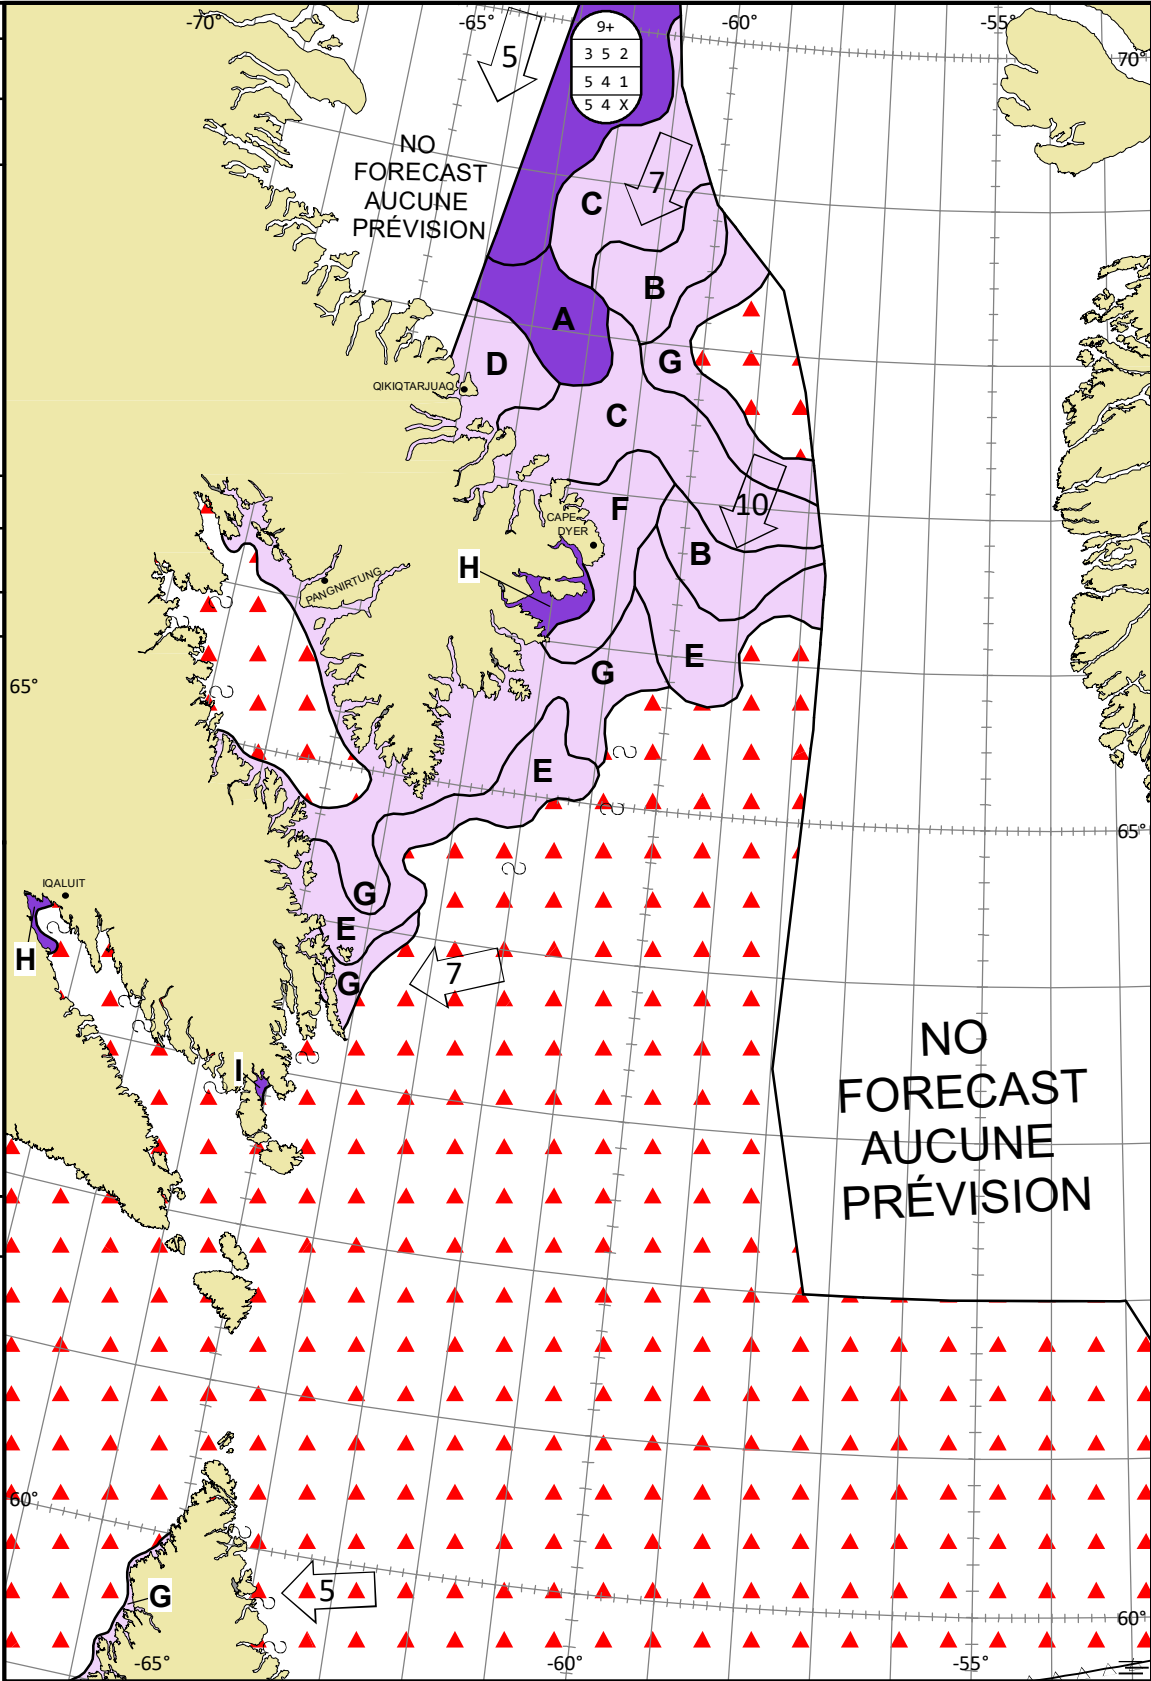 -70°
-65°
-60°
-55°
70°
9+
3 5 2
5 4 1
5 4 X
5
NO
FORECAST
AUCUNE
PRÉVISION
7
C
B
A
D
G
QIKIQTARJUAQ
C
10
F
CAPE
DYER
B
H
PANGNIRTUNG
E
G
65°
E
65°
IQALUIT
G
E
H
7
G
I
NO
FORECAST
AUCUNE
PRÉVISION
60°
5
G
60°
-65°
-60°
-55°